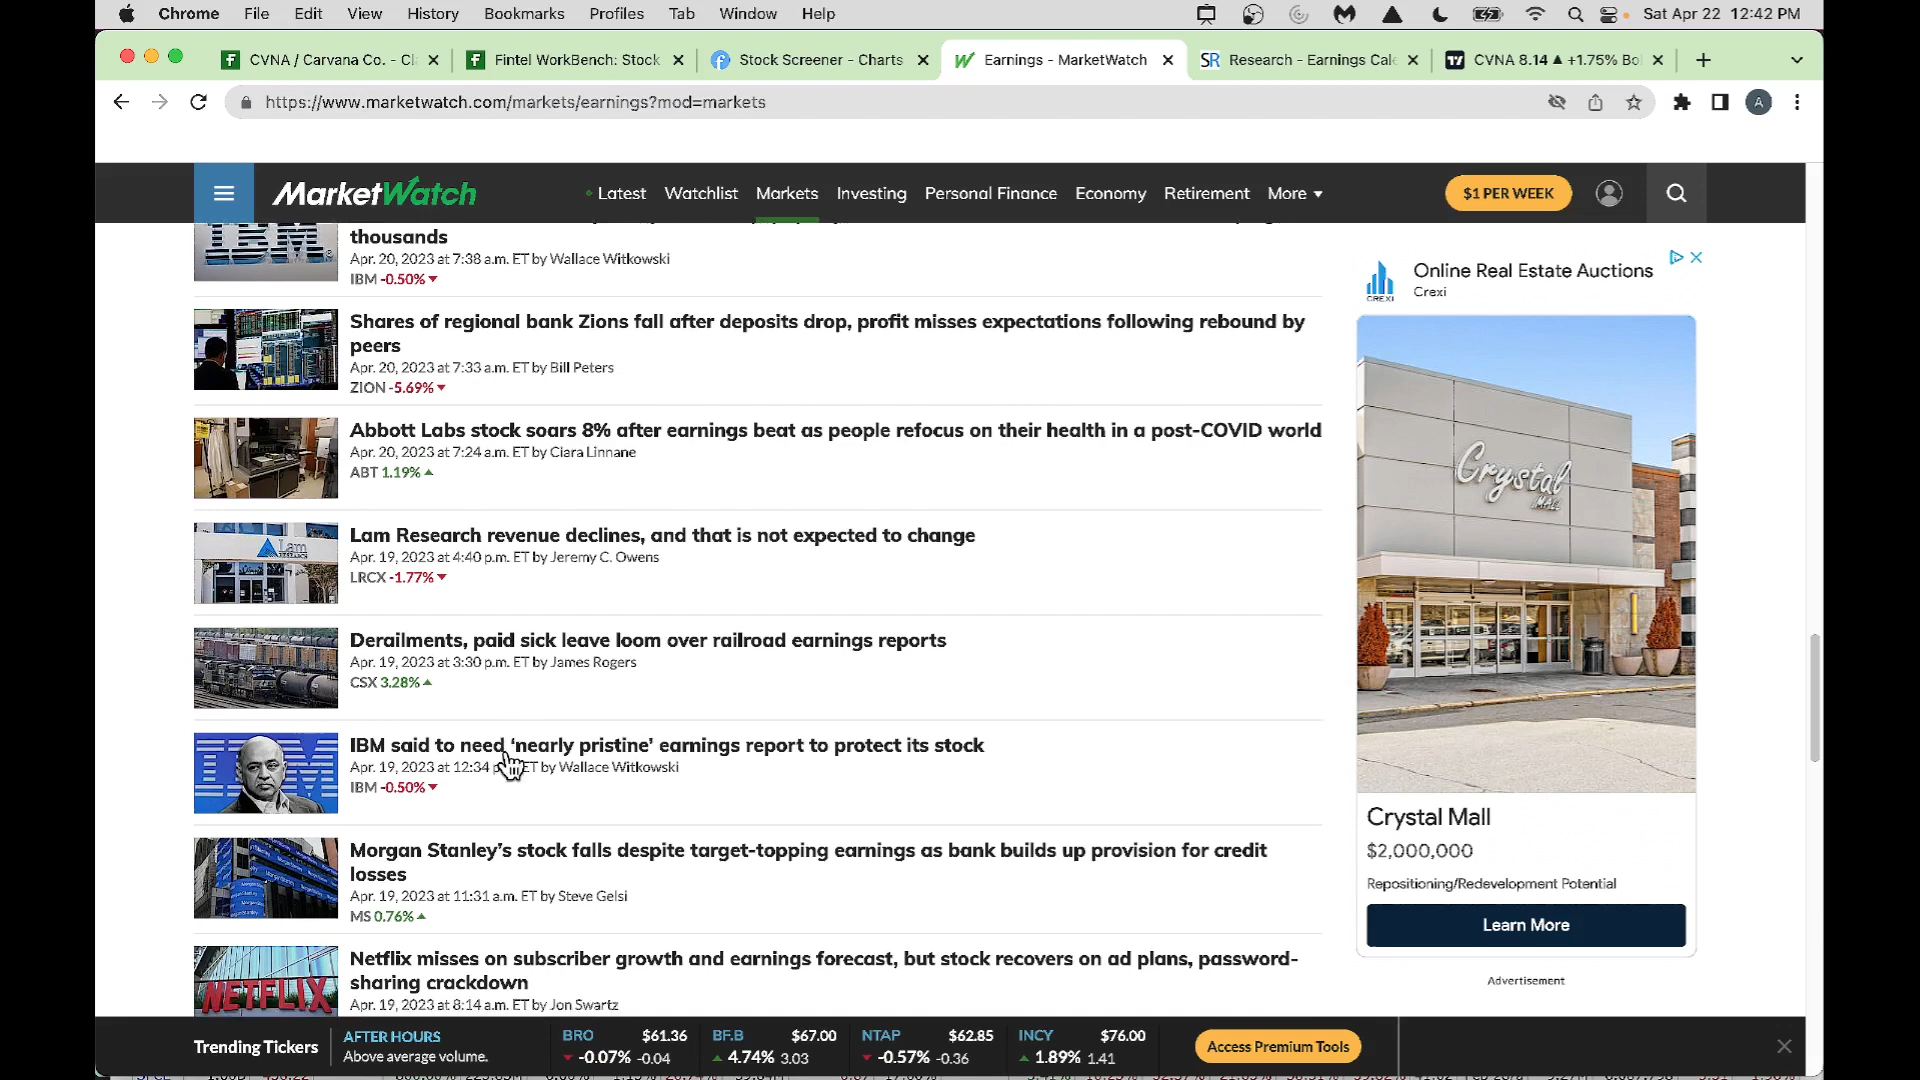 Chrome File Edit View History Bookmarks Profiles Tab Window Help Sat Apr 22 12:42 PM
CVNA / Carvana Co. - Cl Fintel WorkBench: Stock Stock Screener - Charts Earnings - MarketWatch SR Research - Earnings Cale CVNA 8.14 ▲ +1.75% Bol
https://www.marketwatch.com/markets/earnings?mod=markets A
MarketWatch Latest Watchlist Markets Investing Personal Finance Economy Retirement More $1 PER WEEK
IBM
thousands
Apr. 20, 2023 at 7:38 a.m. ET by Wallace Witkowski
IBM -0.50%
Shares of regional bank Zions fall after deposits drop, profit misses expectations following rebound by
peers
Apr. 20, 2023 at 7:33 a.m. ET by Bill Peters
ZION -5.69%
Abbott Labs stock soars 8% after earnings beat as people refocus on their health in a post-COVID world
Apr. 20, 2023 at 7:24 a.m. ET by Ciara Linnane
ABT 1.19%
Lam
Lam Research revenue declines, and that is not expected to change
Apr. 19, 2023 at 4:40 p.m. ET by Jeremy C. Owens
LRCX -1.77%
Derailments, paid sick leave loom over railroad earnings reports
Apr. 19, 2023 at 3:30 p.m. ET by James Rogers
CSX 3.28%
IBM said to need ‘nearly pristine’ earnings report to protect its stock
Apr. 19, 2023 at 12:34 ET by Wallace Witkowski
IBM -0.50%
Morgan Stanley’s stock falls despite target-topping earnings as bank builds up provision for credit
losses
Apr. 19, 2023 at 11:31 a.m. ET by Steve Gelsi
MS 0.76%
NETFLIX
Netflix misses on subscriber growth and earnings forecast, but stock recovers on ad plans, password-
sharing crackdown
Apr. 19, 2023 at 8:14 a.m. ET by Jon Swartz
Online Real Estate Auctions
CREXI
Crexi
Crystal
MALL
Crystal Mall
$2,000,000
Repositioning/Redevelopment Potential
Learn More
Advertisement
Trending Tickers
AFTER HOURS
Above average volume.
BRO $61.36
-0.07% -0.04
BF.B $67.00
4.74% 3.03
NTAP $62.85
-0.57% -0.36
INCY $76.00
1.89% 1.41
Access Premium Tools